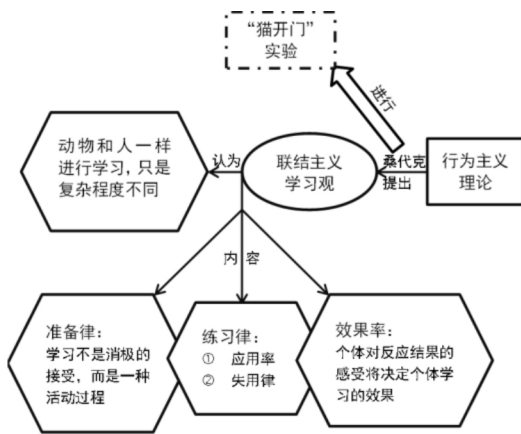 “猫开门”
实验
进行
动物和人一样
进行学习，只是
复杂程度不同
认为
联结主义
学习观
桑代克
提出
行为主义
理论
内 容
准备律：
学习不是消极的
接受，而是一种
活动过程
练习律：
① 应用率
② 失用律
效果率：
个体对反应结果的
感受将决定个体学
习的效果